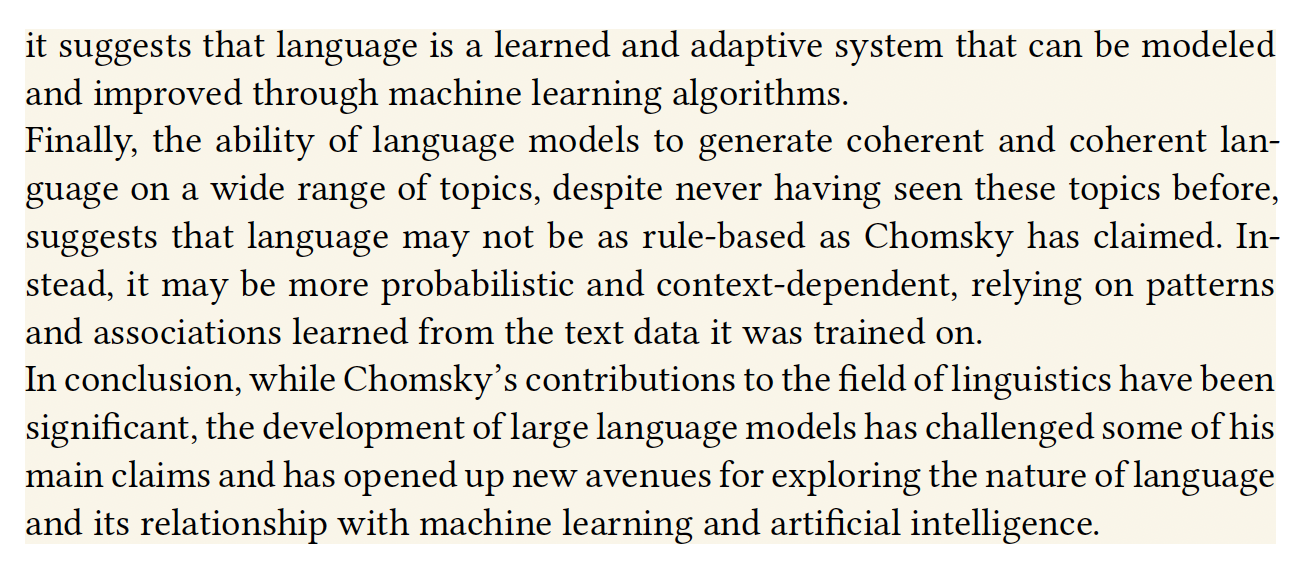 it suggests that language is a learned and adaptive system that can be modeled
and improved through machine learning algorithms.
Finally, the ability of language models to generate coherent and coherent lan-
guage on a wide range of topics, despite never having seen these topics before,
suggests that language may not be as rule-based as Chomsky has claimed. In-
stead, it may be more probabilistic and context-dependent, relying on patterns
and associations learned from the text data it was trained on.
In conclusion, while Chomsky’s contributions to the field of linguistics have been
significant, the development of large language models has challenged some of his
main claims and has opened up new avenues for exploring the nature of language
and its relationship with machine learning and artificial intelligence.